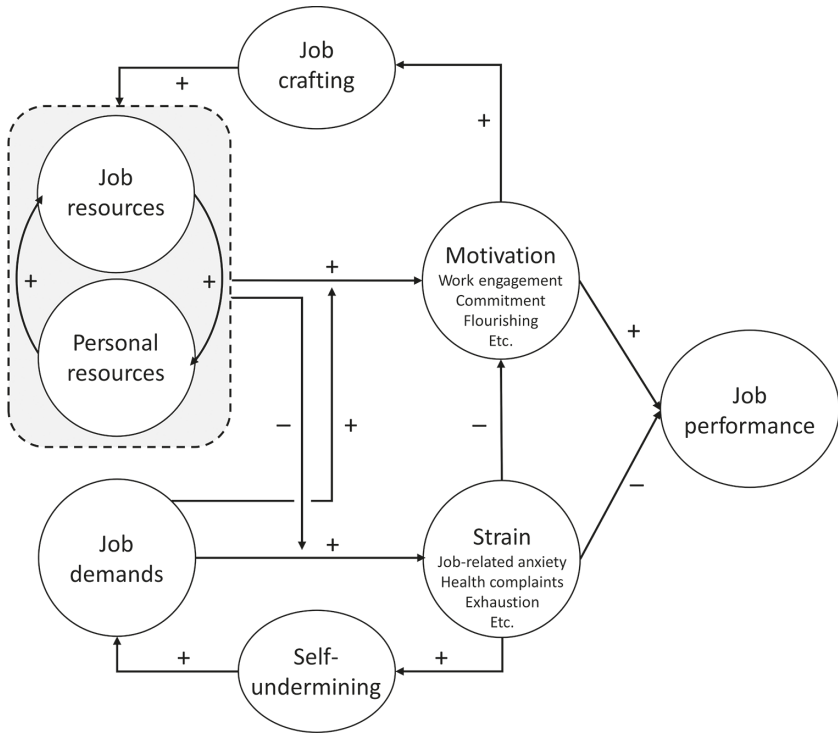 Job
crafting
+
+
Job
resources
+
+
Personal
resources
+
Motivation
Work engagement
Commitment
Flourishing
Etc.
+
Job
performance
–
+
–
–
Job
demands
+
Strain
Job-related anxiety
Health complaints
Exhaustion
Etc.
+
Self-
undermining
+